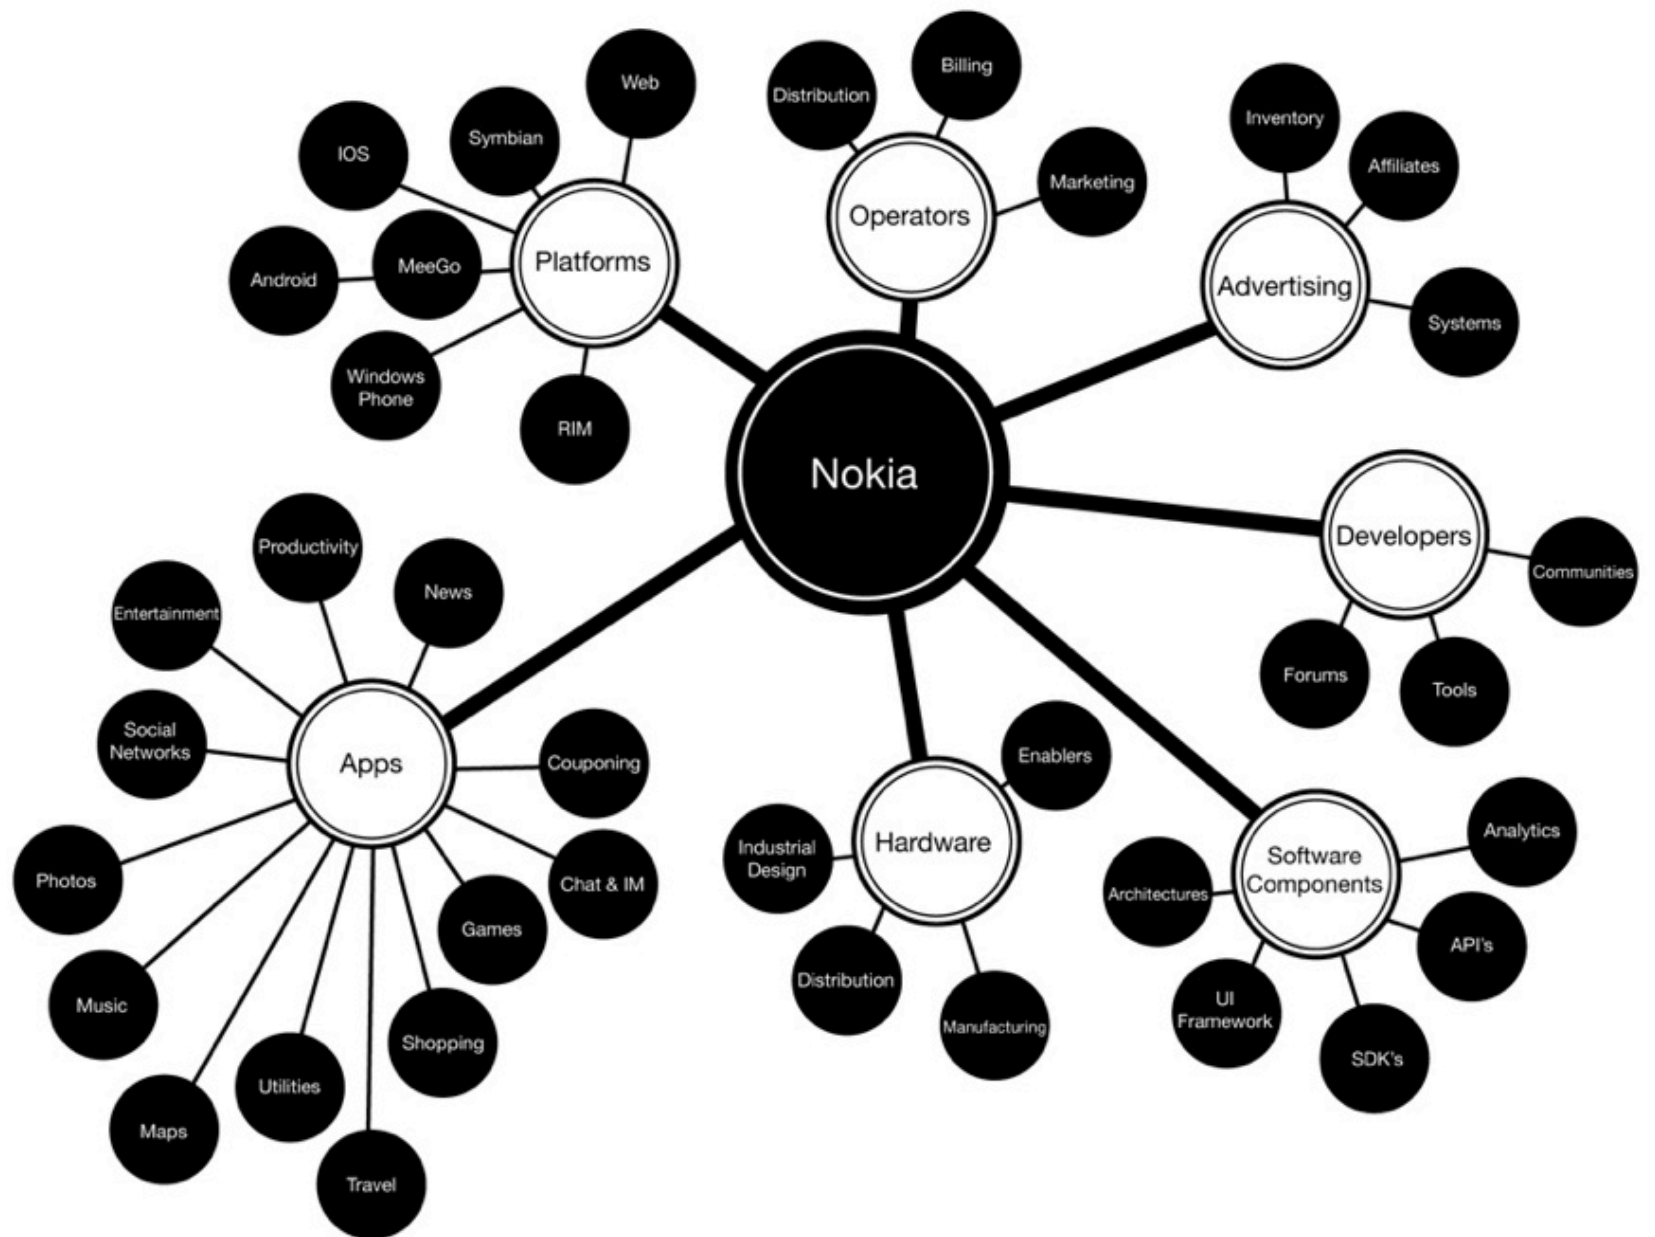 Nokia
Platforms
Web
Symbian
IOS
MeeGo
Android
Windows
Phone
RIM
Operators
Distribution
Billing
Marketing
Advertising
Inventory
Affiliates
Systems
Developers
Communities
Tools
Forums
Software
Components
Analytics
API's
SDK's
UI
Framework
Architectures
Hardware
Enablers
Industrial
Design
Distribution
Manufacturing
Apps
News
Productivity
Entertainment
Social
Networks
Photos
Music
Maps
Utilities
Travel
Shopping
Games
Chat & IM
Couponing